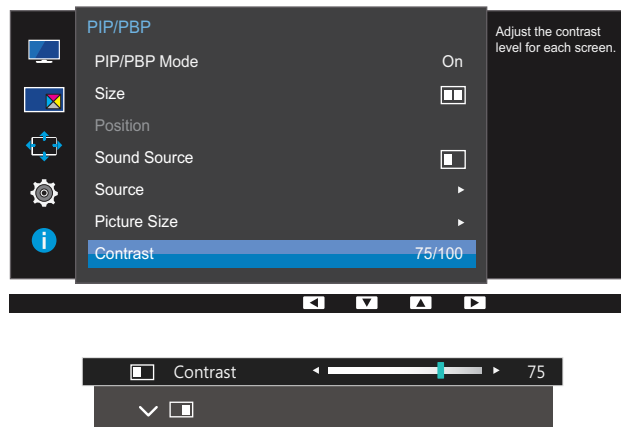 PIP/PBP
Adjust the contrast
level for each screen.
PIP/PBP Mode On
Size
Position
Sound Source
Source
Picture Size
Contrast 75/100
Contrast 75